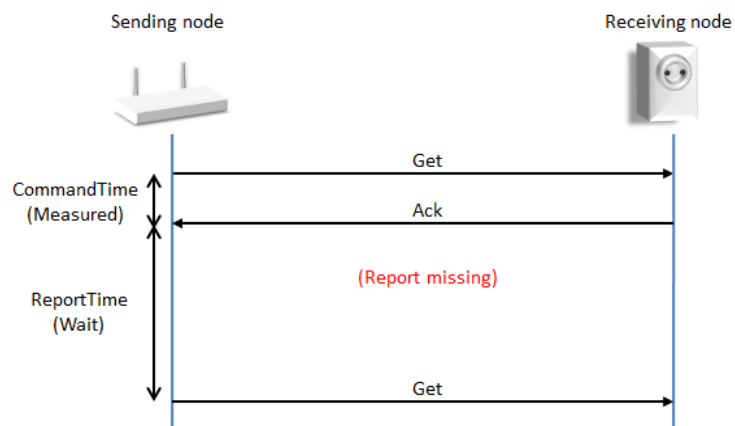 Sending node
Receiving node
Get
CommandTime
(Measured)
Ack
(Report missing)
ReportTime
(Wait)
Get